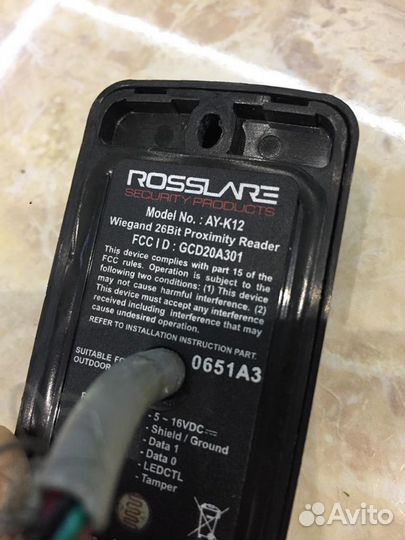 ROSSLARE
SECURITY PRODUCTS
Model No. : AY-K12
Wiegand 26Bit Proximity Reader
FCC I D : GCD20A301
This device complies with part 15 of the
FCC rules. Operation is subject to the
following two conditions: (1) This device
may not cause harmful interference. (2)
This device must accept any interference
received including interference that may
cause undesired operation.
REFER TO INSTALLATION INSTRUCTION PART.
SUITABLE FO
OUTDOOR
0651A3
- 5 ~ 16VDC
- Shield / Ground
- Data 1
- Data 0
- LEDCTL
- Tamper
Avito